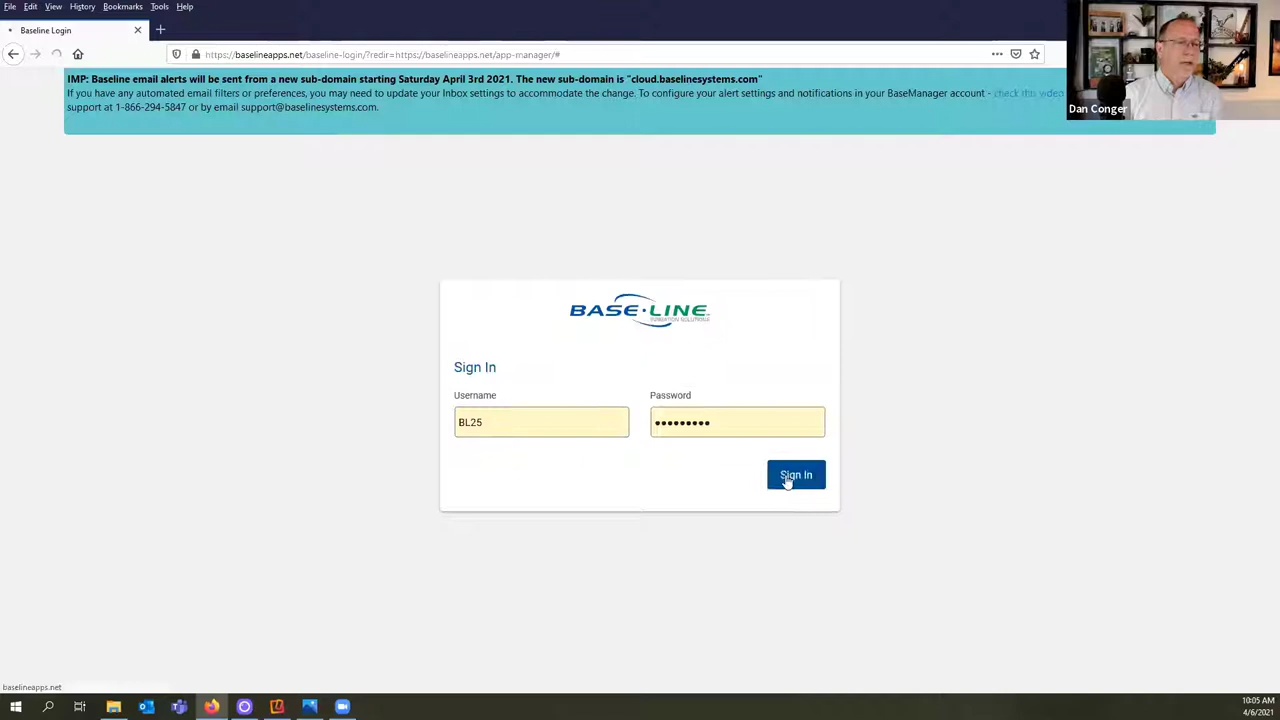 File Edit View History Bookmarks Tools Help
Baseline Login
https://baselineapps.net/baseline-login/?redir=https://baselineapps.net/app-manager/#
IMP: Baseline email alerts will be sent from a new sub-domain starting Saturday April 3rd 2021. The new sub-domain is "cloud.baselinesystems.com"
If you have any automated email filters or preferences, you may need to update your Inbox settings to accommodate the change. To configure your alert settings and notifications in your BaseManager account - check this video
support at 1-866-294-5847 or by email support@baselinesystems.com.
Dan Conger
BASE·LINE
IRRIGATION SOLUTIONS
Sign In
Username Password
BL25 •••••••••
Sign In
baselineapps.net
10:05 AM
4/6/2021